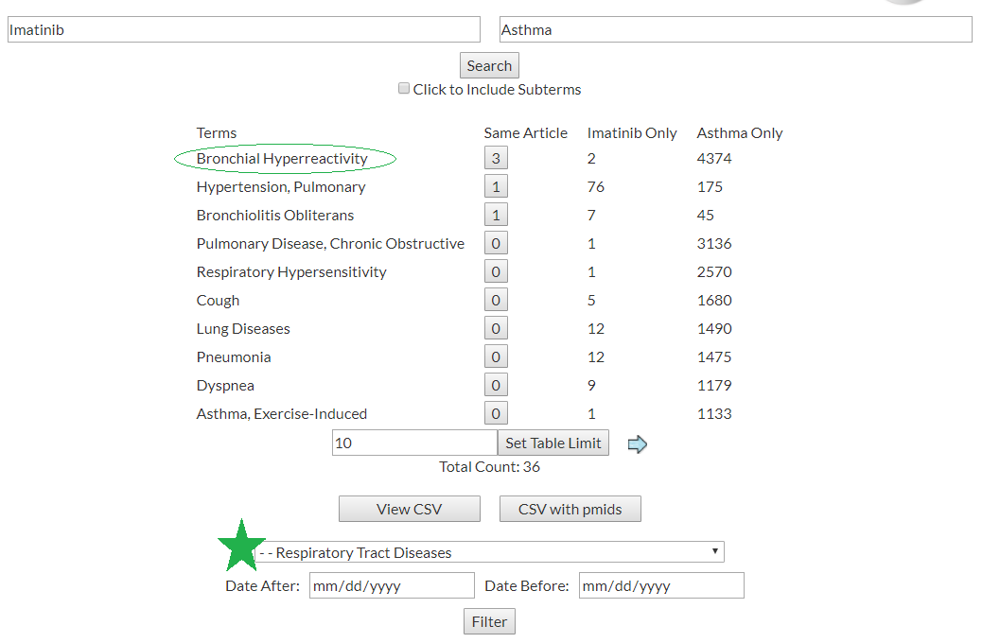 Imatinib Asthma
Search
Click to Include Subterms
Terms Same Article Imatinib Only Asthma Only
Bronchial Hyperreactivity 3 2 4374
Hypertension, Pulmonary 1 76 175
Bronchiolitis Obliterans 1 7 45
Pulmonary Disease, Chronic Obstructive 0 1 3136
Respiratory Hypersensitivity 0 1 2570
Cough 0 5 1680
Lung Diseases 0 12 1490
Pneumonia 0 12 1475
Dyspnea 0 9 1179
Asthma, Exercise-Induced 0 1 1133
10 Set Table Limit
Total Count: 36
View CSV CSV with pmids
- - Respiratory Tract Diseases
Date After: mm/dd/yyyy Date Before: mm/dd/yyyy
Filter